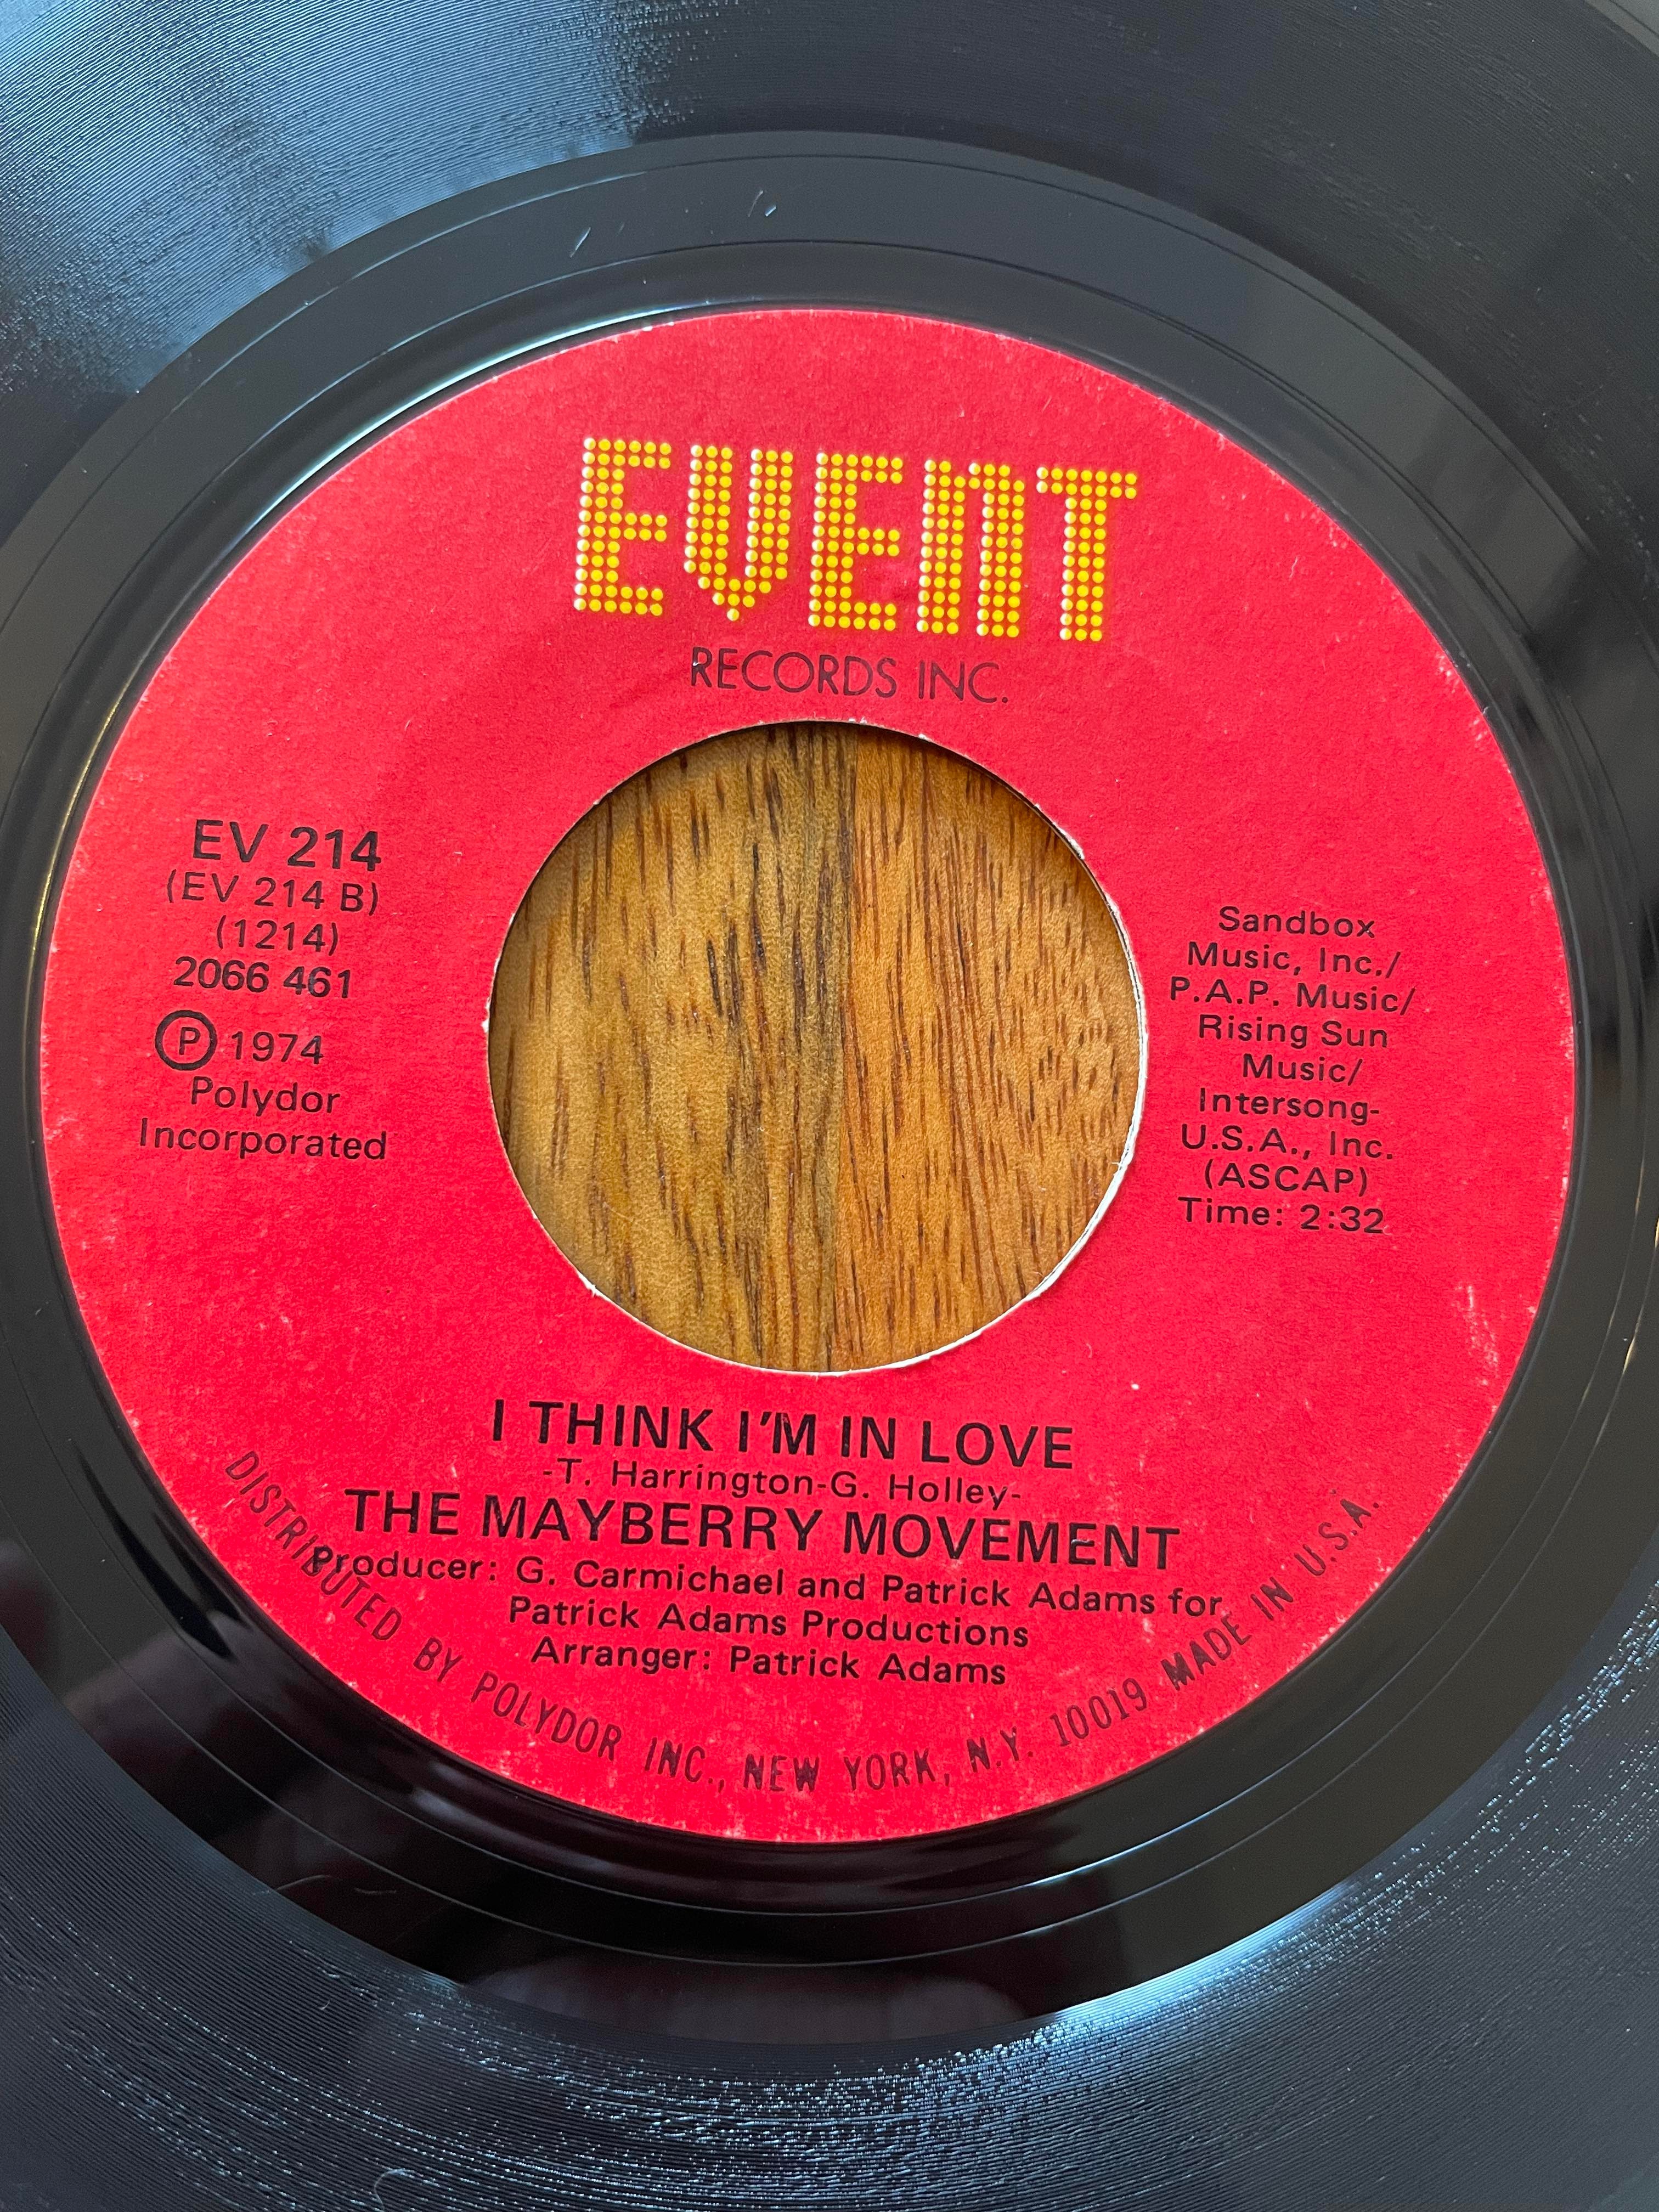 EVENT
RECORDS INC.
EV 214
(EV 214 B)
(1214)
2066 461
Ⓟ 1974
Polydor
Incorporated
Sandbox
Music, Inc./
P.A.P. Music/
Rising Sun
Music/
Intersong-
U.S.A., Inc.
(ASCAP)
Time: 2:32
I THINK I'M IN LOVE
-T. Harrington-G. Holley-
THE MAYBERRY MOVEMENT
Producer: G. Carmichael and Patrick Adams for
Patrick Adams Productions
Arranger: Patrick Adams
DISTRIBUTED BY POLYDOR INC., NEW YORK, N.Y. 10019 MADE IN U.S.A.